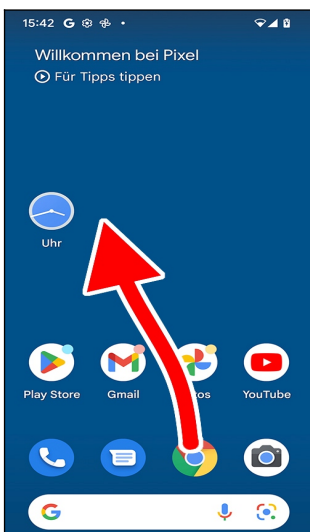 15:42
Willkommen bei Pixel
Für Tipps tippen
Uhr
Play Store
Gmail
YouTube